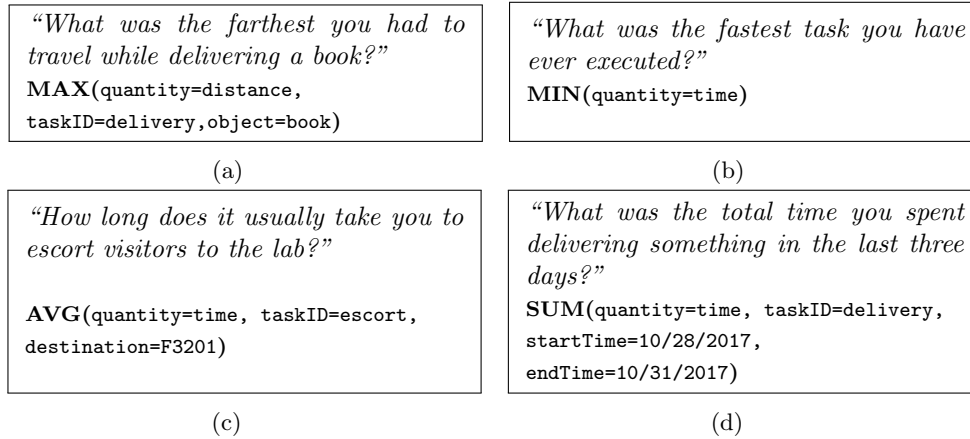 “What was the farthest you had to
travel while delivering a book?”
MAX(quantity=distance,
taskID=delivery,object=book)
(a)
“What was the fastest task you have
ever executed?”
MIN(quantity=time)
(b)
“How long does it usually take you to
escort visitors to the lab?”
AVG(quantity=time, taskID=escort,
destination=F3201)
(c)
“What was the total time you spent
delivering something in the last three
days?”
SUM(quantity=time, taskID=delivery,
startTime=10/28/2017,
endTime=10/31/2017)
(d)